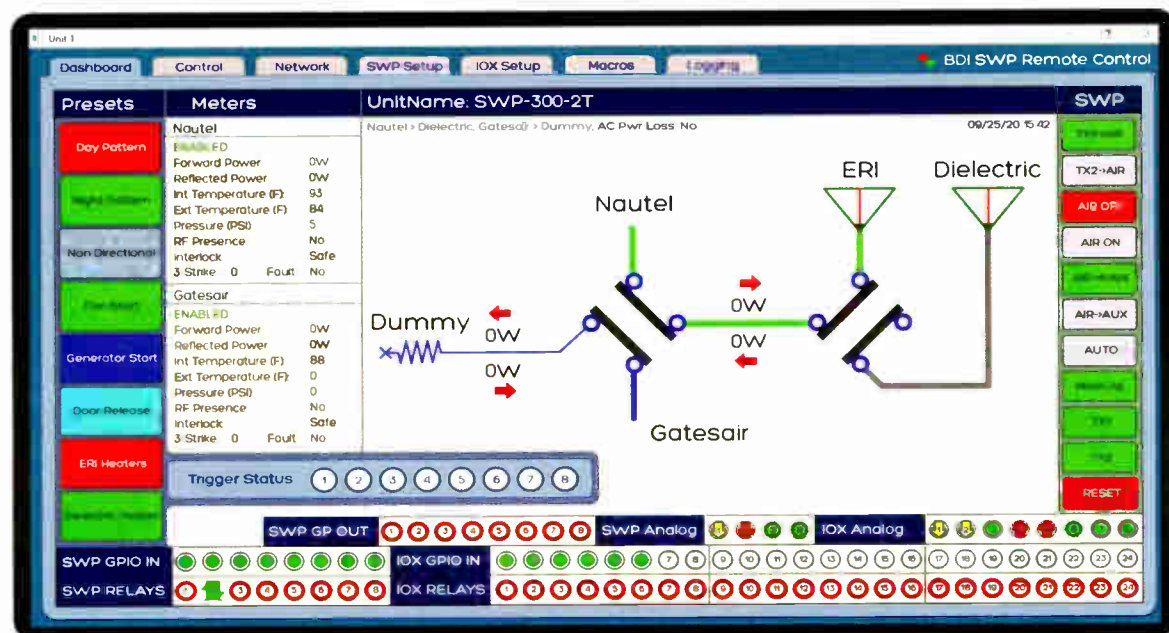 Unit 1
Dashboard Control Network SWP Setup IOX Setup Macros Logging
BDI SWP Remote Control
Presets
Meters
UnitName: SWP-300-2T
SWP
Day Pattern
Night Pattern
Non Directional
Generator Start
Door Release
ERI Heaters
Nautel
ENABLED
Forward Power 0W
Reflected Power 0W
Int Temperature (F): 93
Ext Temperature (F) 84
Pressure (PSI) 5
RF Presence No
Interlock Safe
3 Strike 0 Fault No
Gatesair
ENABLED
Forward Power 0W
Reflected Power 0W
Int Temperature (F) 88
Ext Temperature (F): 0
Pressure (PSI) 0
RF Presence No
Interlock Safe
3 Strike 0 Fault No
Nautel>Dielectric, Gatesair>Dummy, AC Pwr Loss: No
09/25/20 15:42
Nautel
ERI
Dielectric
Dummy
0W
0W
0W
0W
Gatesair
TX2->AIR
AIR OFF
AIR ON
AIR->AUX
AUTO
RESET
Trigger Status 1 2 3 4 5 6 7 8
SWP GP OUT 1 2 3 4 5 6 7 8 SWP Analog IOX Analog
SWP GPIO IN IOX GPIO IN 7 8 9 10 11 12 13 14 15 16 17 18 19 20 21 22 23 24
SWP RELAYS 1 3 4 5 6 7 8 IOX RELAYS 1 2 3 4 5 6 7 8 9 10 11 12 13 14 15 16 17 18 19 20 21 22 23 24